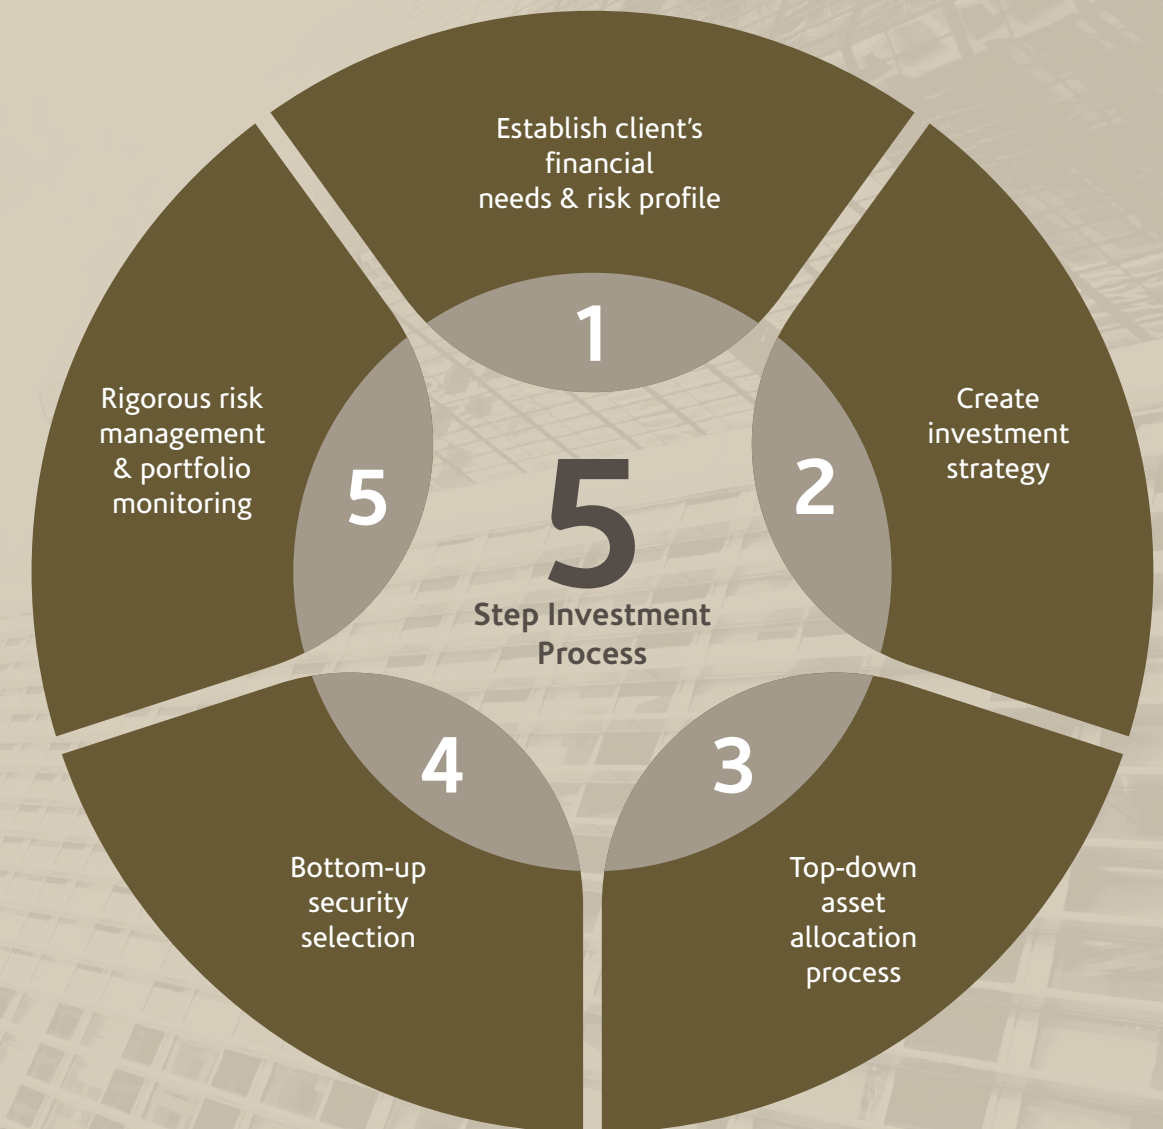 Establish client's
financial
needs & risk profile
1
Create
investment
strategy
2
Top-down
asset
allocation
process
3
Bottom-up
security
selection
4
Rigorous risk
management
& portfolio
monitoring
5
5
Step Investment
Process